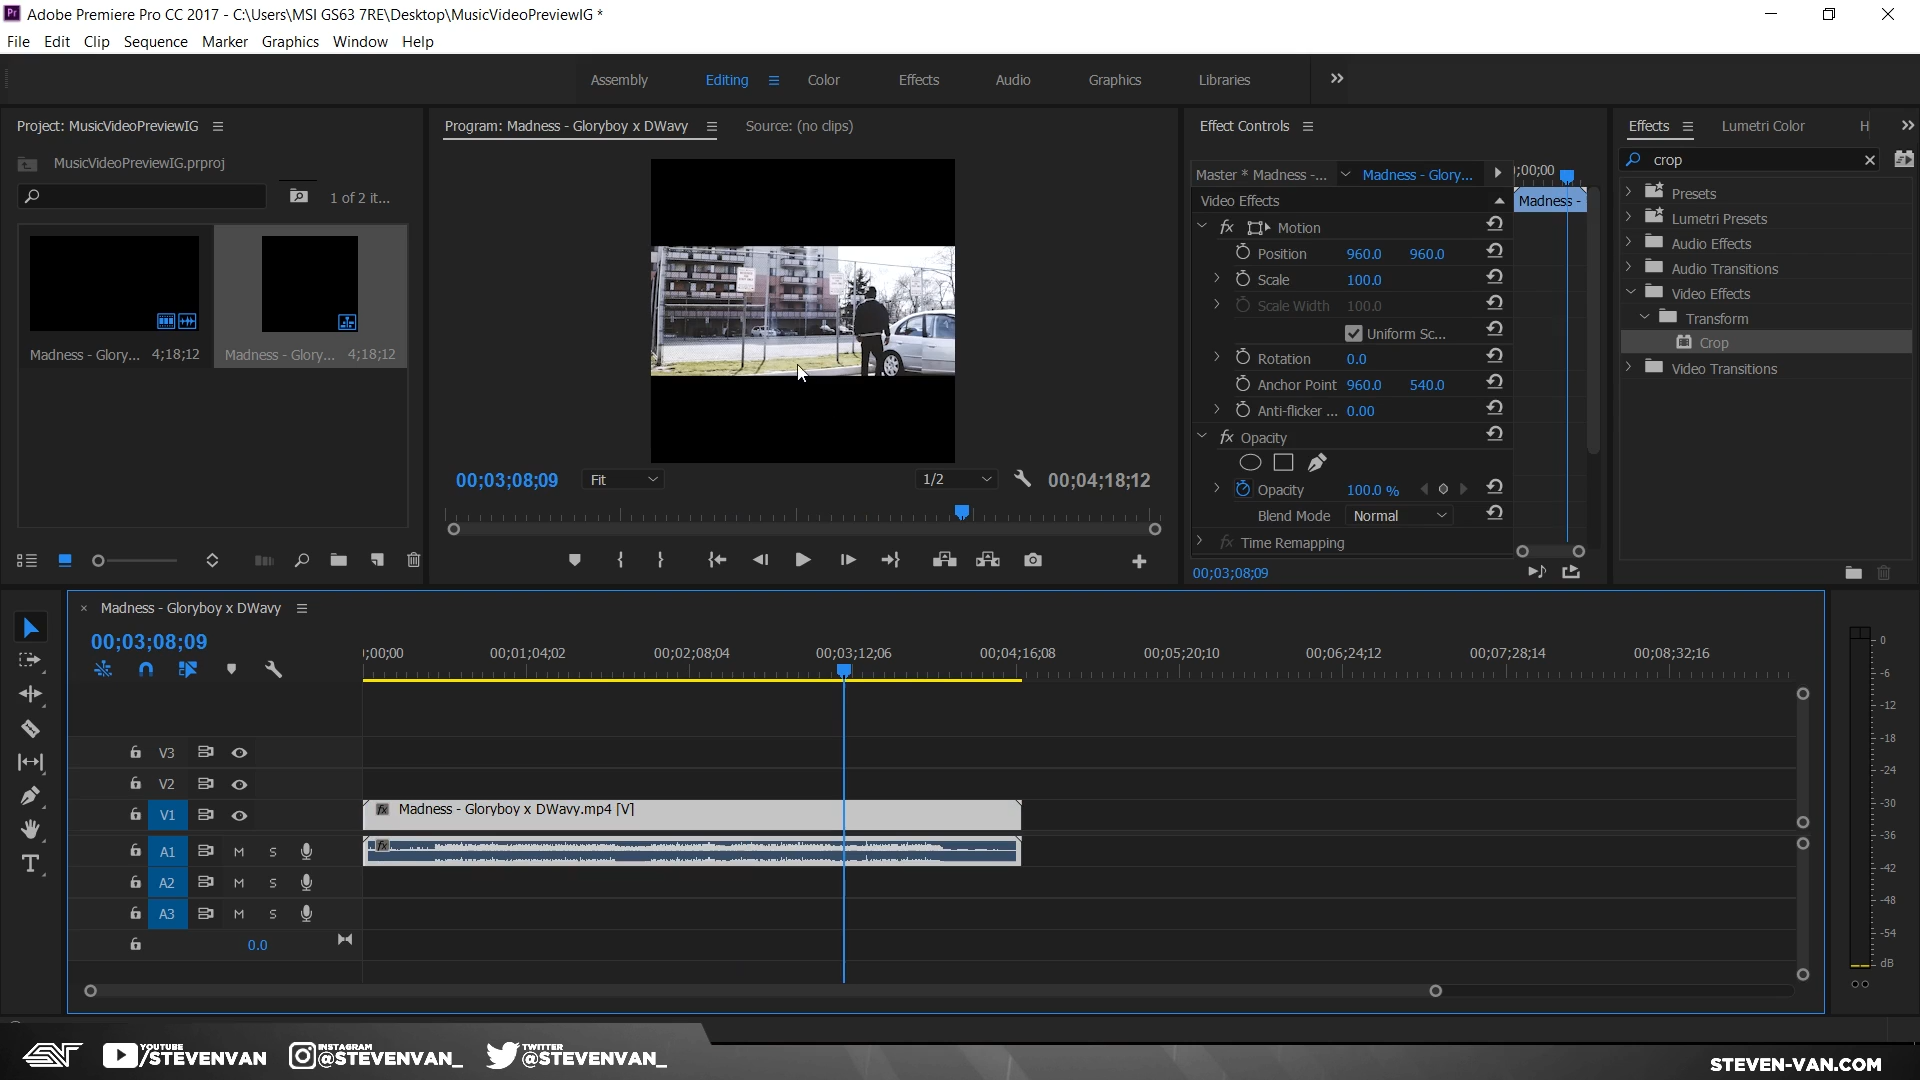 Pr Adobe Premiere Pro CC 2017 - C:\Users\MSI GS63 7RE\Desktop\MusicVideoPreviewIG *
File Edit Clip Sequence Marker Graphics Window Help
Assembly Editing Color Effects Audio Graphics Libraries
Project: MusicVideoPreviewIG
MusicVideoPreviewIG.prproj
1 of 2 it...
Madness - Glory... 4;18;12
Madness - Glory... 4;18;12
Program: Madness - Gloryboy x DWavy Source: (no clips)
00;03;08;09 Fit 1/2 00;04;18;12
Effect Controls
Master * Madness -... Madness - Glory... ;00;00
Video Effects Madness -
fx Motion
Position 960.0 960.0
Scale 100.0
Scale Width 100.0
Uniform Sc...
Rotation 0.0
Anchor Point 960.0 540.0
Anti-flicker ... 0.00
fx Opacity
Opacity 100.0 %
Blend Mode Normal
fx Time Remapping
00;03;08;09
Effects Lumetri Color H
crop
Presets
Lumetri Presets
Audio Effects
Audio Transitions
Video Effects
Transform
Crop
Video Transitions
× Madness - Gloryboy x DWavy
00;03;08;09
;00;00 00;01;04;02 00;02;08;04 00;03;12;06 00;04;16;08 00;05;20;10 00;06;24;12 00;07;28;14 00;08;32;16
V3
V2
V1 fx Madness - Gloryboy x DWavy.mp4 [V]
A1 M S fx
A2 M S
A3 M S
0.0
0
-6
-12
-18
-24
-30
-36
-42
-48
-54
dB
YOUTUBE
/STEVENVAN
INSTAGRAM
@STEVENVAN_
TWITTER
@STEVENVAN_
STEVEN-VAN.COM